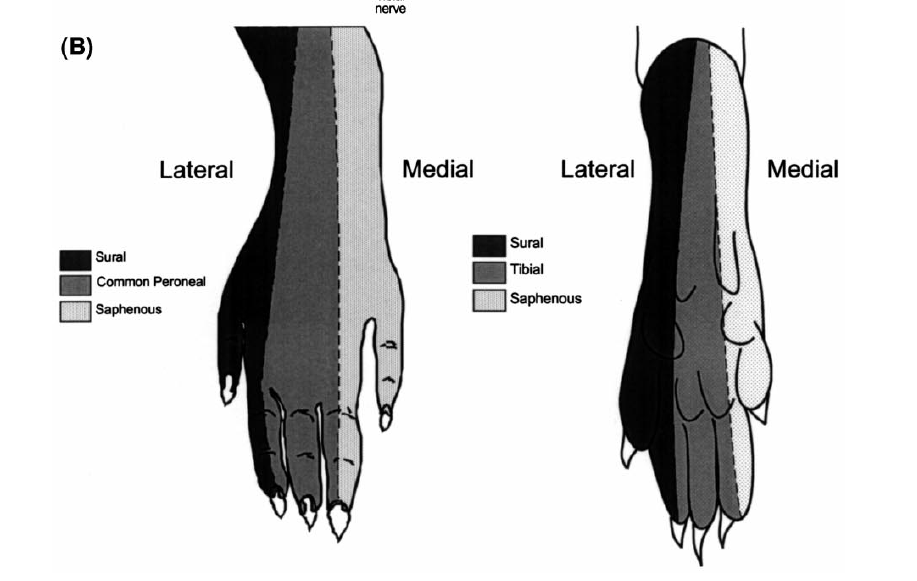 nerve
(B)
Lateral
Medial
Sural
Common Peroneal
Saphenous
Lateral
Medial
Sural
Tibial
Saphenous